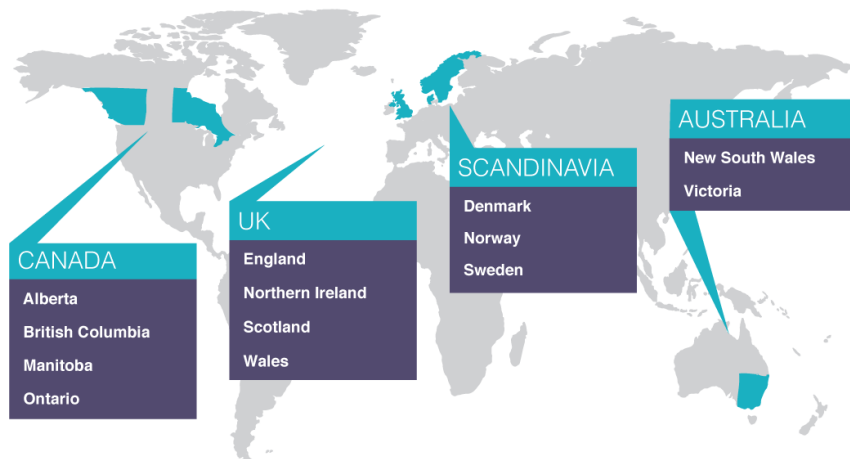 CANADA
Alberta
British Columbia
Manitoba
Ontario
UK
England
Northern Ireland
Scotland
Wales
SCANDINAVIA
Denmark
Norway
Sweden
AUSTRALIA
New South Wales
Victoria